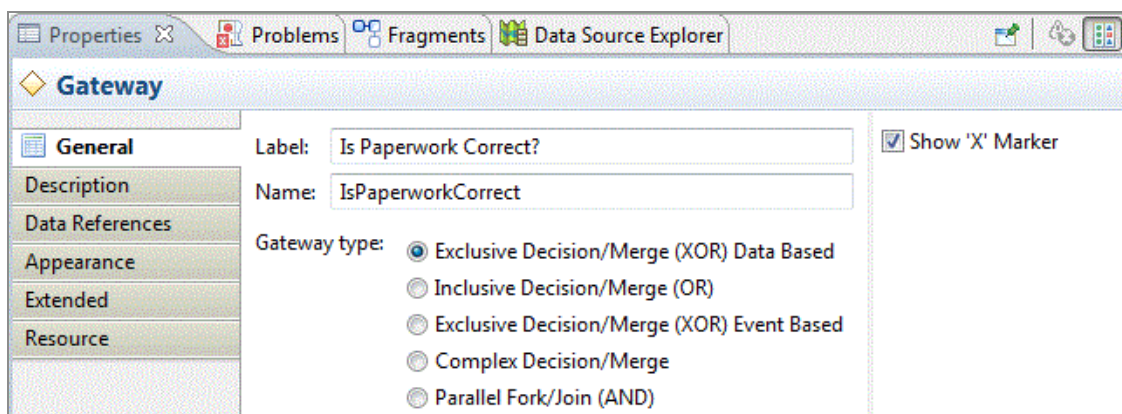 Properties Problems Fragments Data Source Explorer
Gateway
General
Label: Is Paperwork Correct?
Show 'X' Marker
Description
Name: IsPaperworkCorrect
Data References
Gateway type: Exclusive Decision/Merge (XOR) Data Based
Appearance
Inclusive Decision/Merge (OR)
Extended
Exclusive Decision/Merge (XOR) Event Based
Resource
Complex Decision/Merge
Parallel Fork/Join (AND)